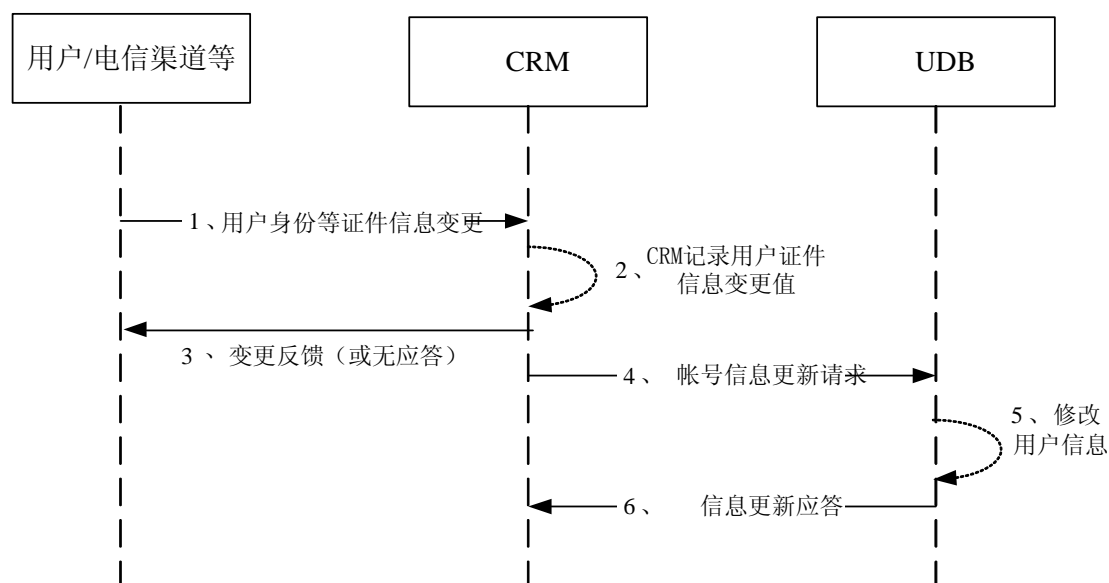 用户/电信渠道等
CRM
UDB
1、用户身份等证件信息变更
2、CRM记录用户证件
信息变更值
3、变更反馈（或无应答）
4、帐号信息更新请求
5、修改
用户信息
6、信息更新应答